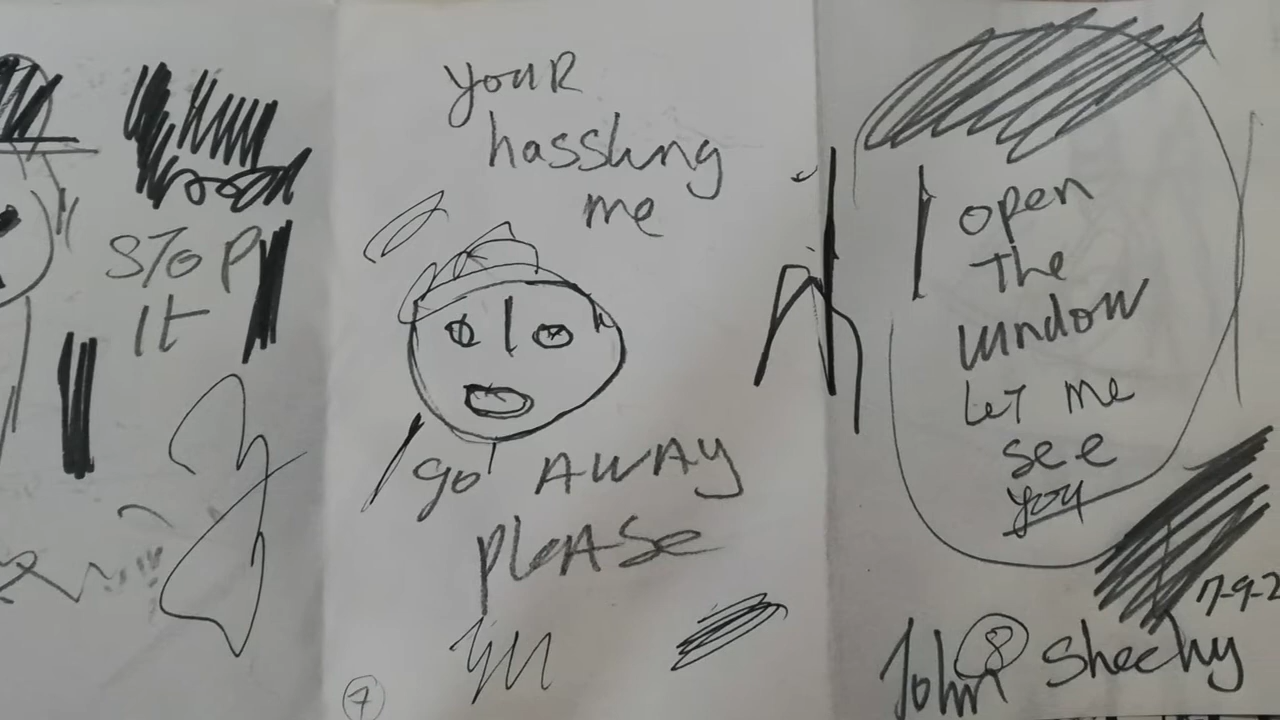 STOP
It
youR
hassling
me
go AWAY
pleASe
7
open
The
window
LeT me
see
you
7-9-2
John Sheehy
8